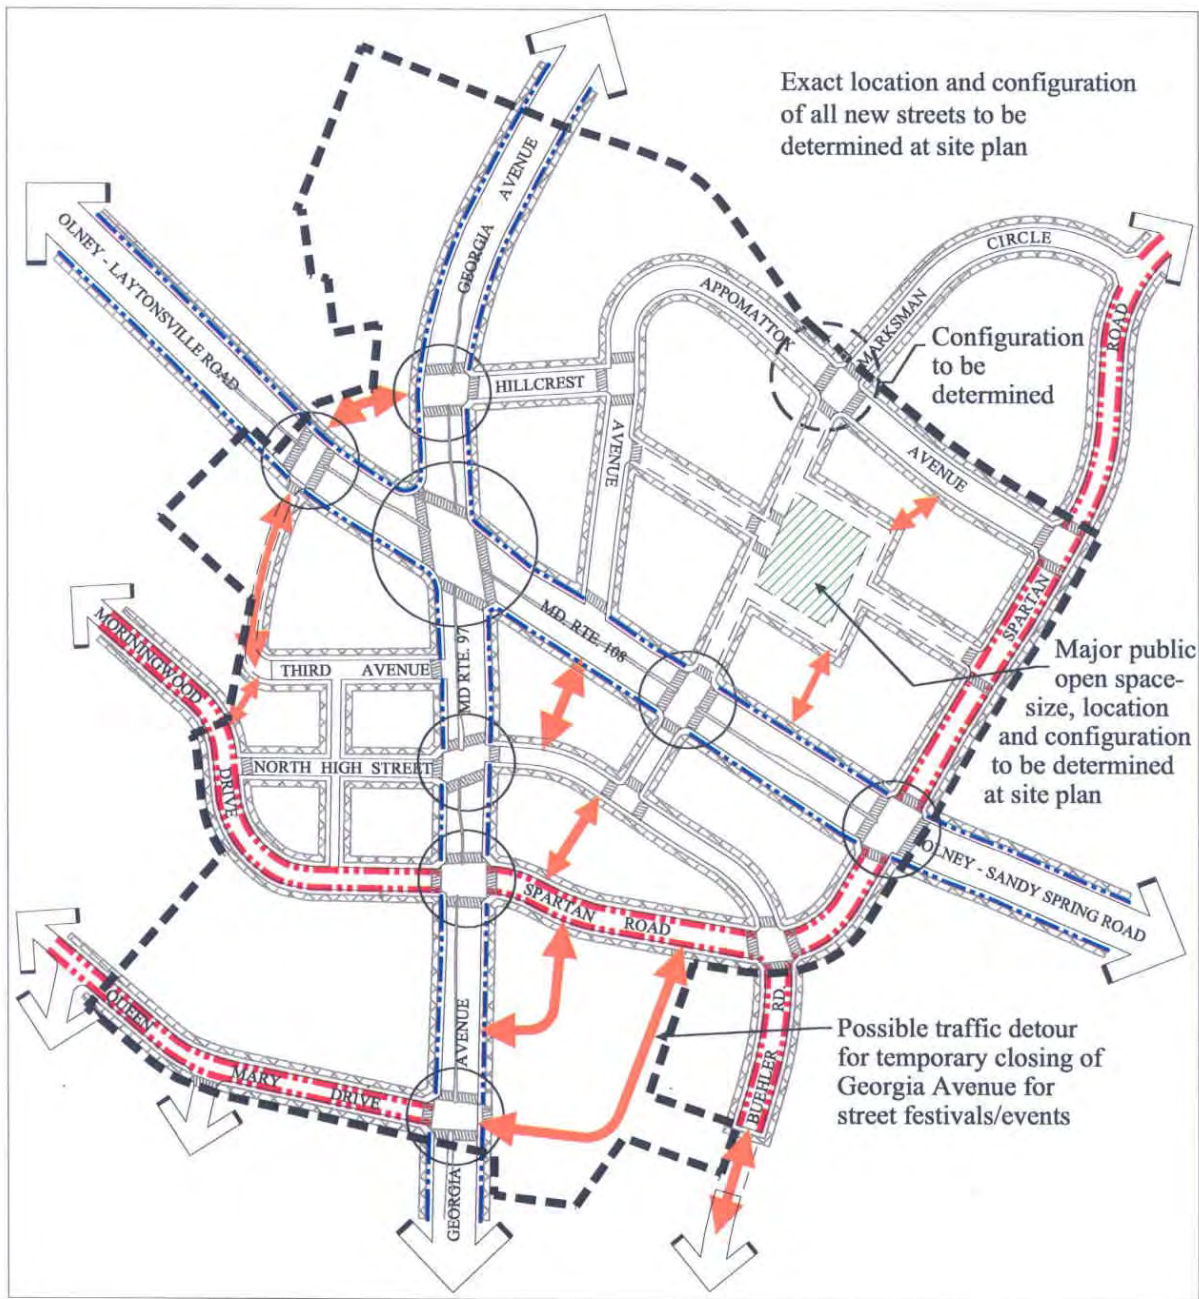 Exact location and configuration
of all new streets to be
determined at site plan
GEORGIA AVENUE
OLNEY - LAYTONSVILLE ROAD
CIRCLE
MARKSMAN
ROAD
APPOMATTOK
Configuration
to be
determined
HILLCREST
AVENUE
AVENUE
SPARTAN
MD. RTE. 108
MD RTE. 97
MORNINGWOOD
DRIVE
THIRD AVENUE
Major public
open space-
size, location
and configuration
to be determined
at site plan
NORTH HIGH STREET
OLNEY - SANDY SPRING ROAD
SPARTAN ROAD
QUEEN
MARY
DRIVE
AVENUE
BUEHLER RD.
Possible traffic detour
for temporary closing of
Georgia Avenue for
street festivals/events
GEORGIA